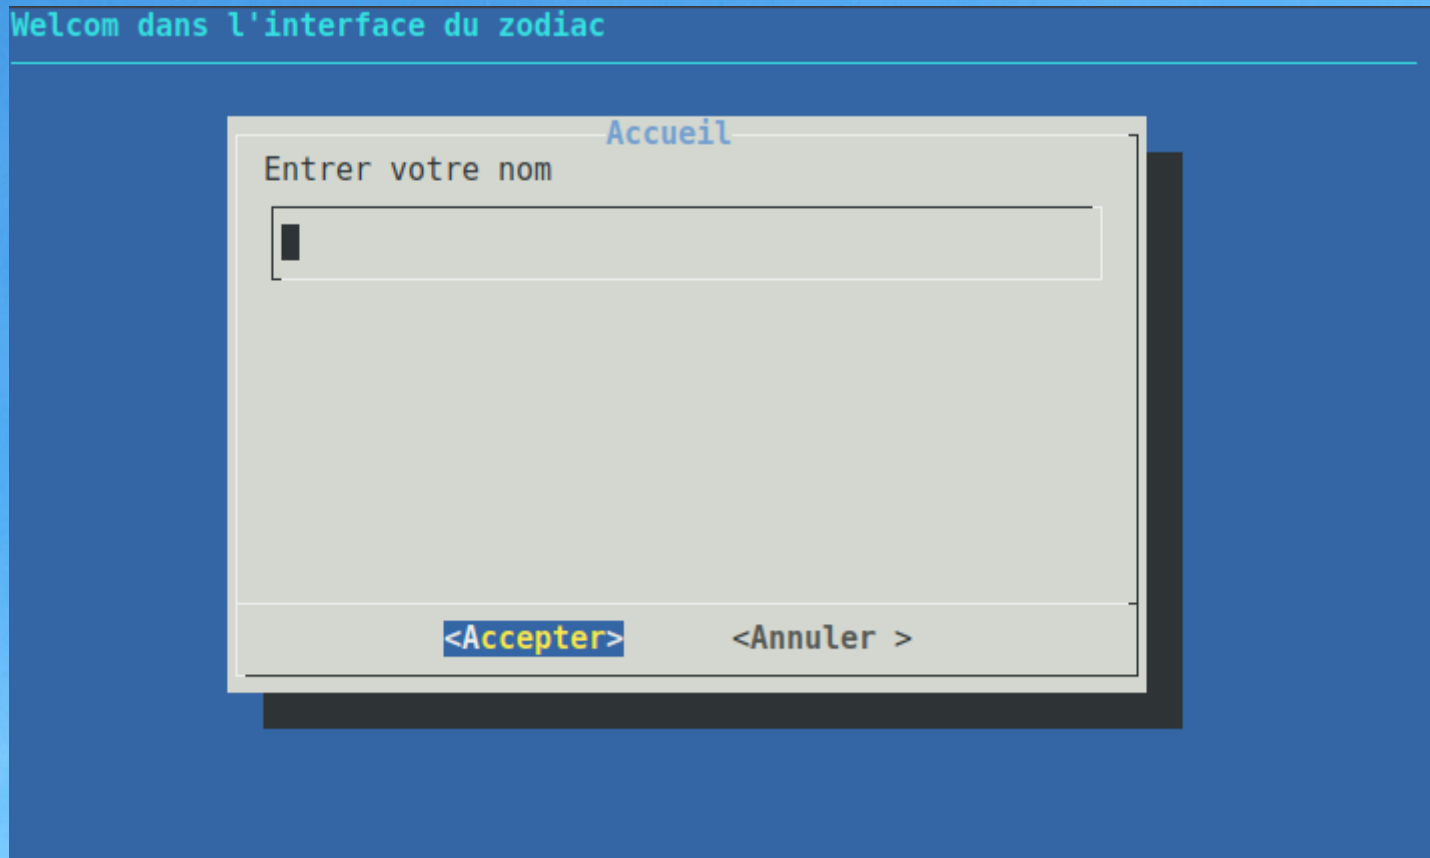 Welcom dans l'interface du zodiac
Accueil
Entrer votre nom
<Accepter> <Annuler >